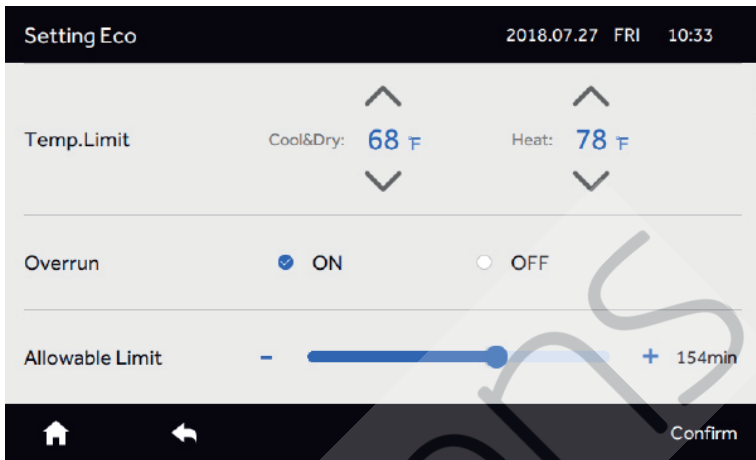 Setting Eco 2018.07.27 FRI 10:33
Temp.Limit Cool&Dry: 68 °F Heat: 78 °F
Overrun ON OFF
Allowable Limit - + 154min
Confirm